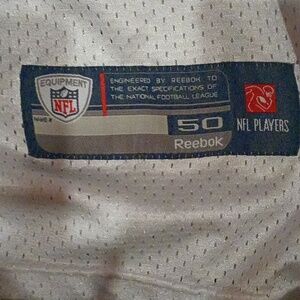 EQUIPMENT
NFL
ENGINEERED BY REEBOK TO
THE EXACT SPECIFICATIONS OF
THE NATIONAL FOOTBALL LEAGUE
50
Reebok
NFL PLAYERS